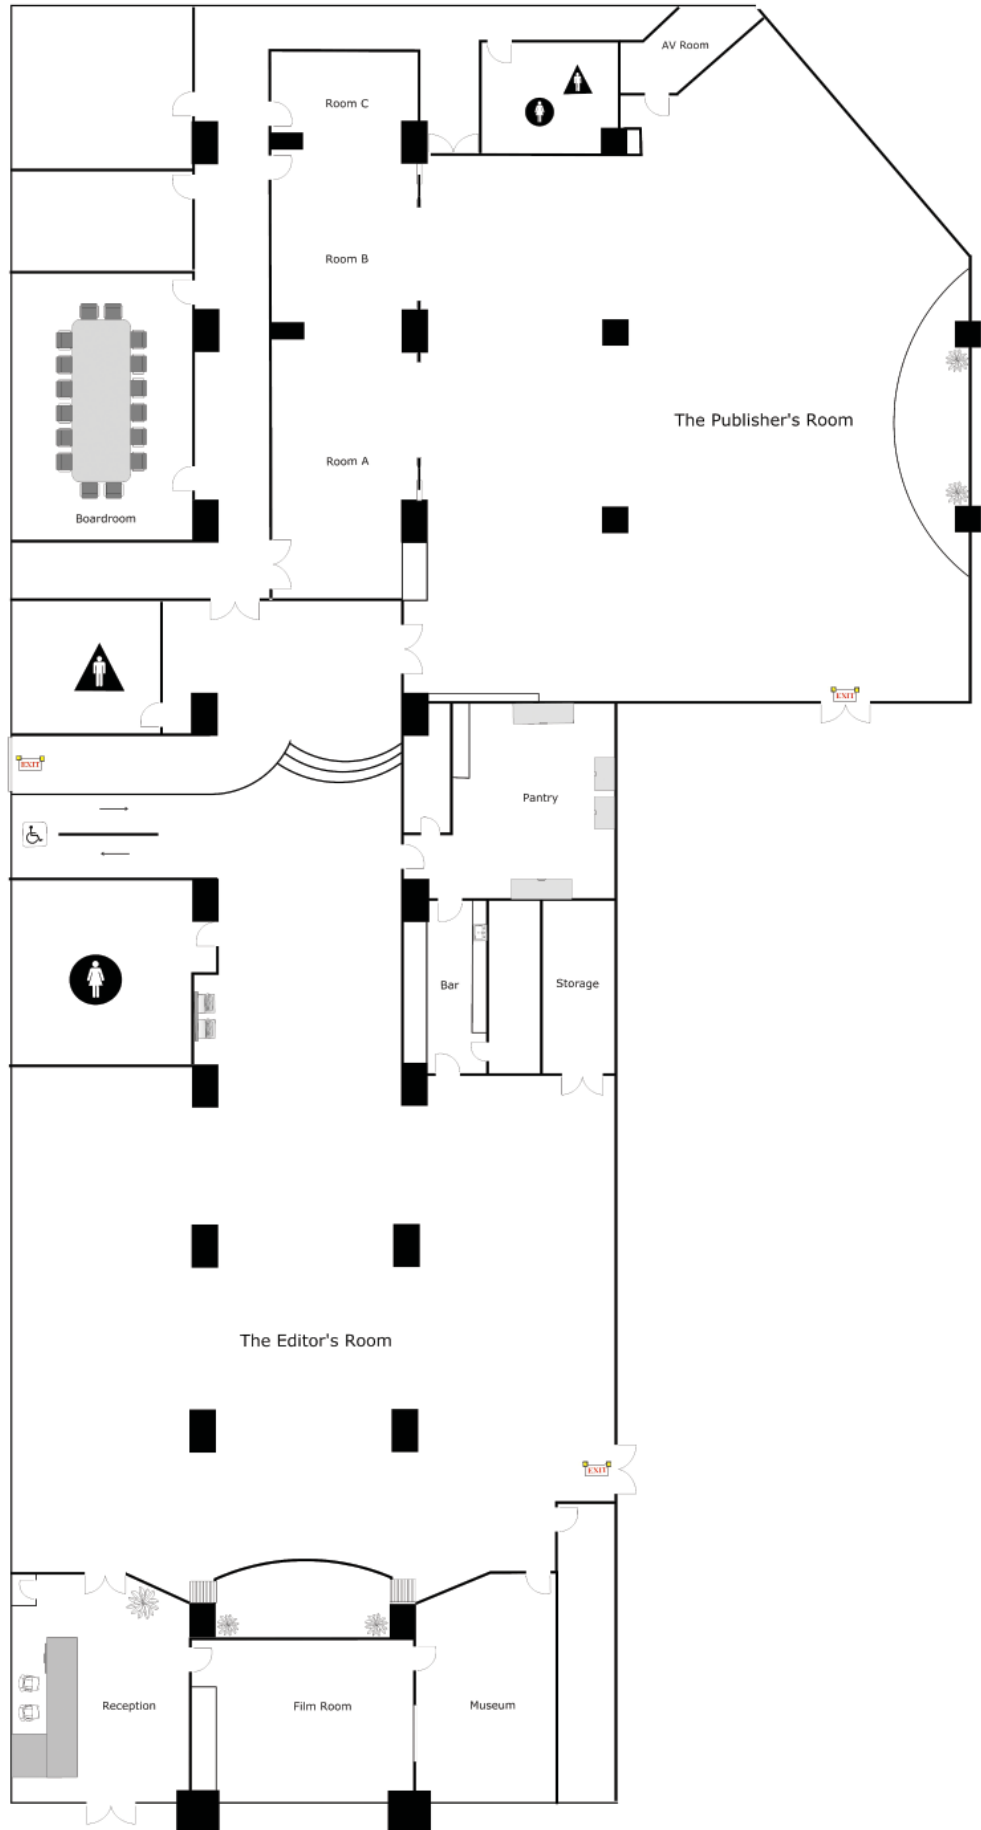 AV Room
Room C
Room B
The Publisher's Room
Room A
Boardroom
EXIT
EXIT
Pantry
Bar
Storage
The Editor's Room
EXIT
Reception
Film Room
Museum